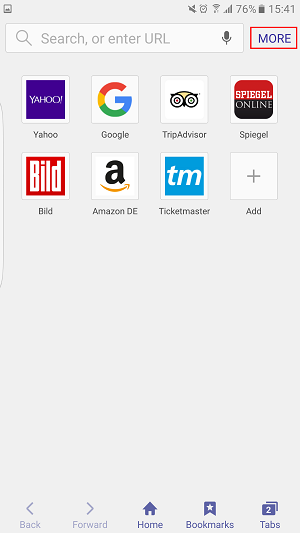 76% 15:41
Search, or enter URL MORE
YAHOO! G SPIEGEL
ONLINE
Yahoo Google TripAdvisor Spiegel
Bild a tm
Bild Amazon DE Ticketmaster Add
2
Back Forward Home Bookmarks Tabs